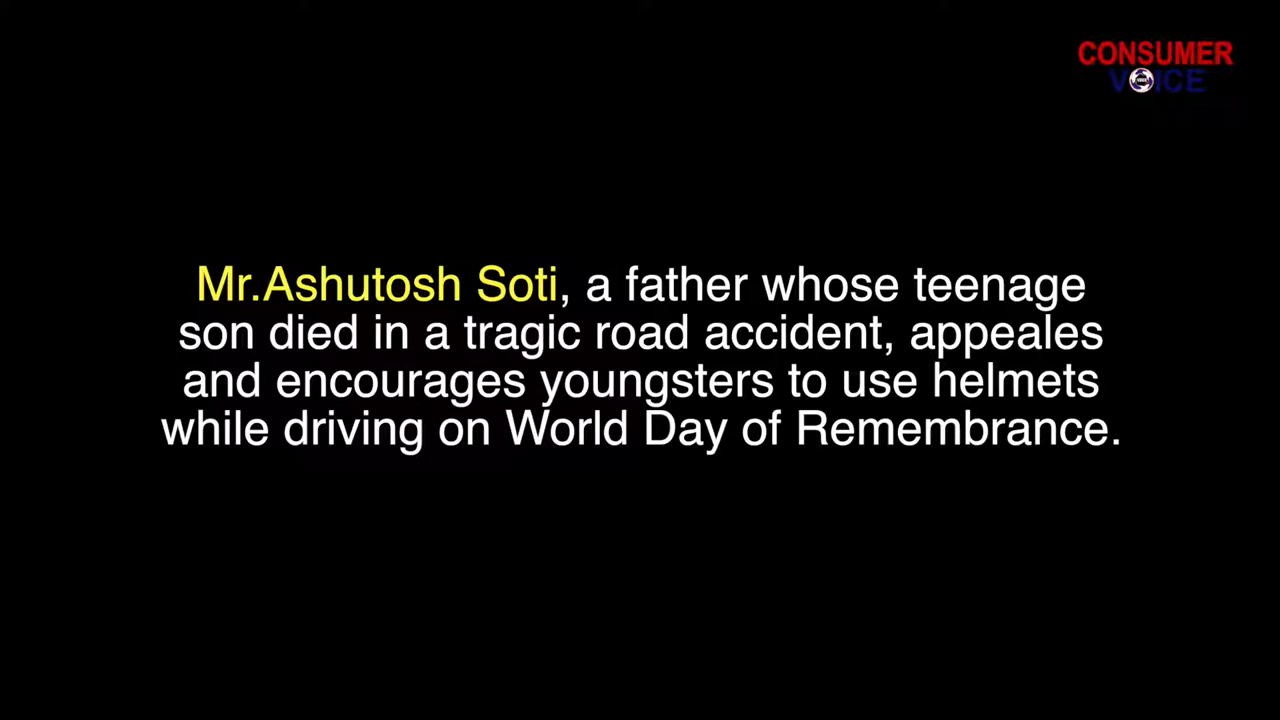 CONSUMER
VOICE
Mr.Ashutosh Soti, a father whose teenage
son died in a tragic road accident, appeales
and encourages youngsters to use helmets
while driving on World Day of Remembrance.